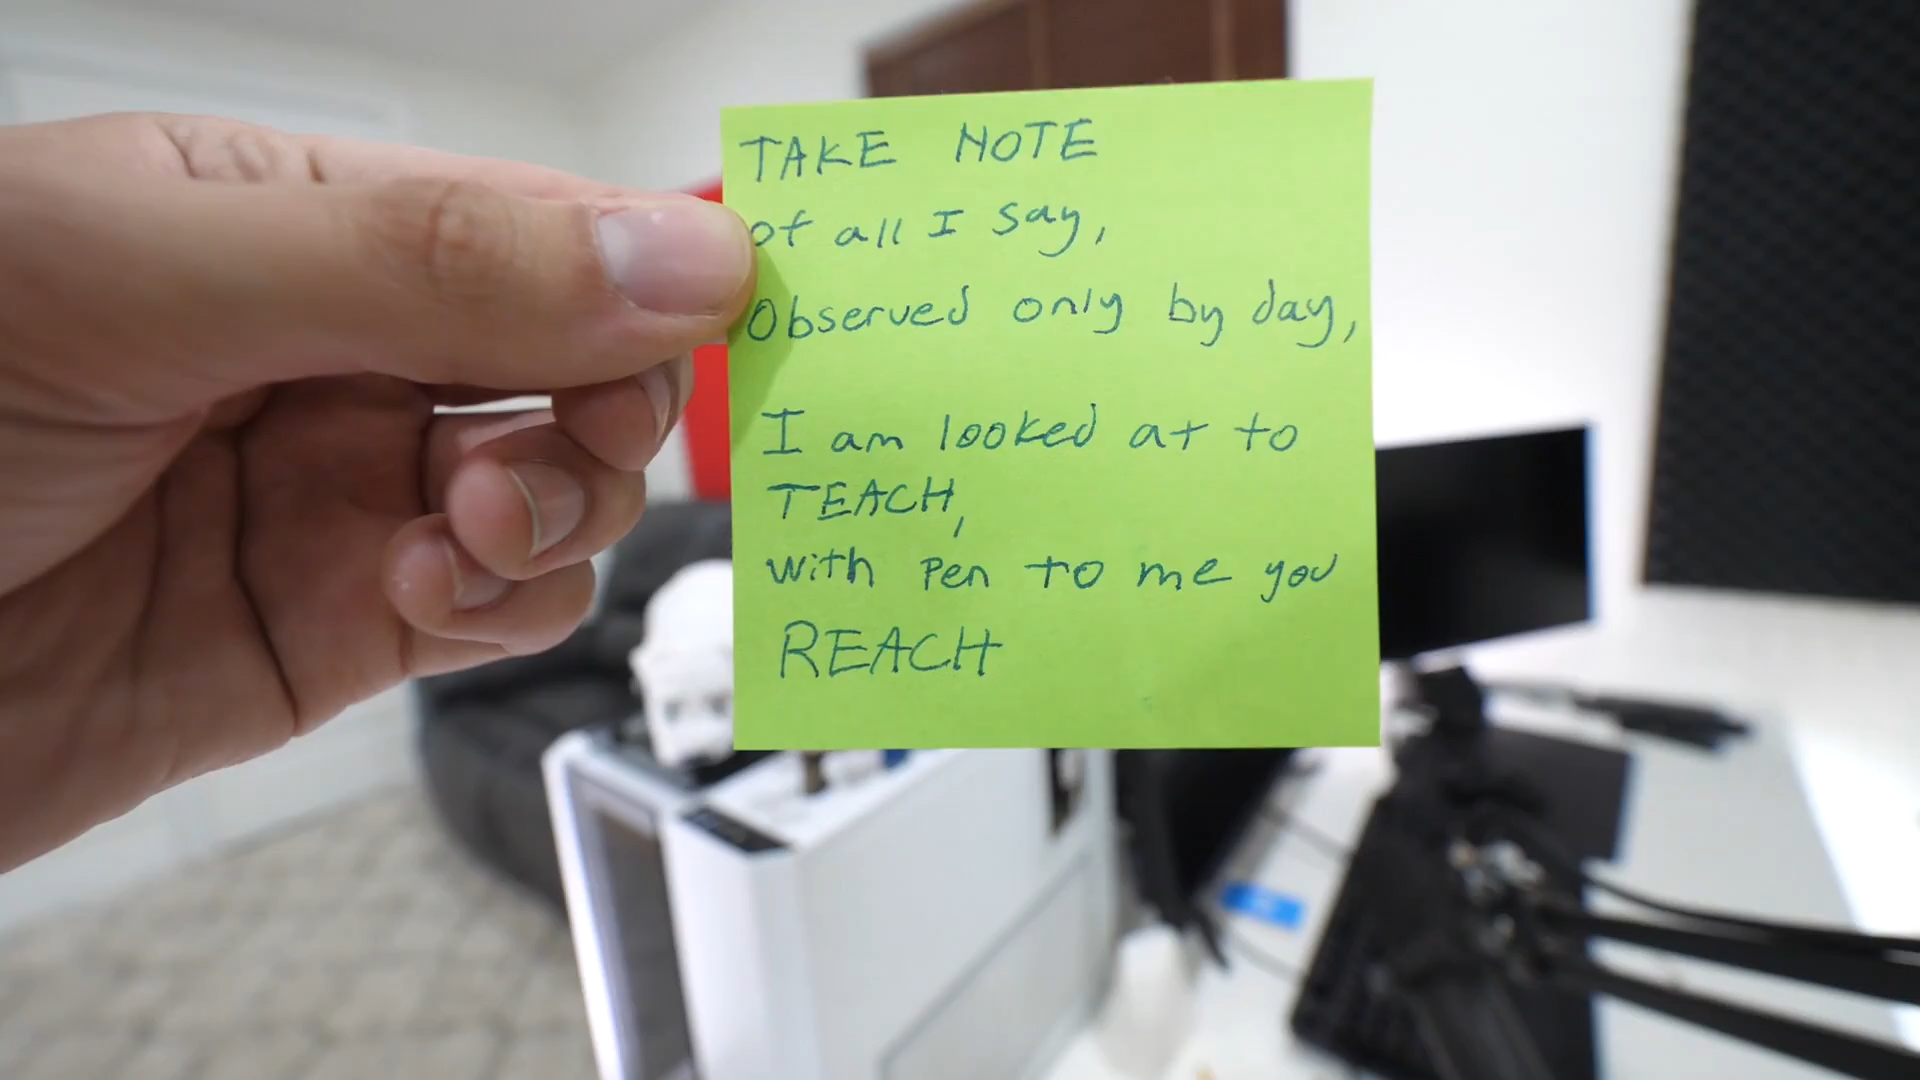 TAKE NOTE
of all I say,
Observed only by day,
I am looked at to
TEACH,
with pen to me you
REACH